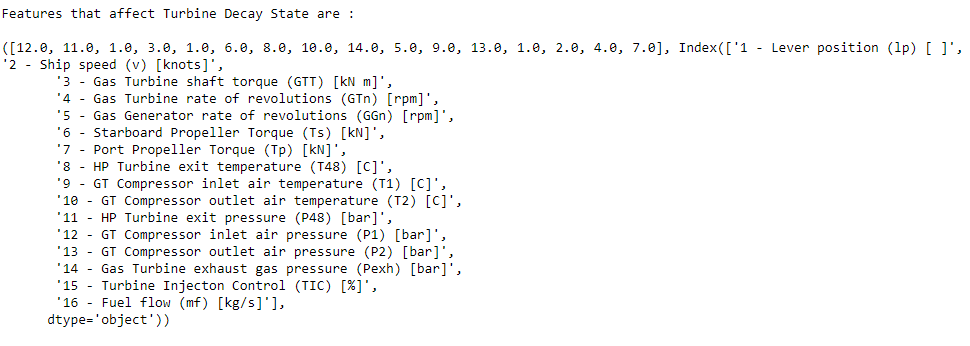 Features that affect Turbine Decay State are :
([12.0, 11.0, 1.0, 3.0, 1.0, 6.0, 8.0, 10.0, 14.0, 5.0, 9.0, 13.0, 1.0, 2.0, 4.0, 7.0], Index(['1 - Lever position (lp) [ ]',
'2 - Ship speed (v) [knots]',
'3 - Gas Turbine shaft torque (GTT) [kN m]',
'4 - Gas Turbine rate of revolutions (GTn) [rpm]',
'5 - Gas Generator rate of revolutions (GGn) [rpm]',
'6 - Starboard Propeller Torque (Ts) [kN]',
'7 - Port Propeller Torque (Tp) [kN]',
'8 - HP Turbine exit temperature (T48) [C]',
'9 - GT Compressor inlet air temperature (T1) [C]',
'10 - GT Compressor outlet air temperature (T2) [C]',
'11 - HP Turbine exit pressure (P48) [bar]',
'12 - GT Compressor inlet air pressure (P1) [bar]',
'13 - GT Compressor outlet air pressure (P2) [bar]',
'14 - Gas Turbine exhaust gas pressure (Pexh) [bar]',
'15 - Turbine Injecton Control (TIC) [%]',
'16 - Fuel flow (mf) [kg/s]'],
dtype='object'))